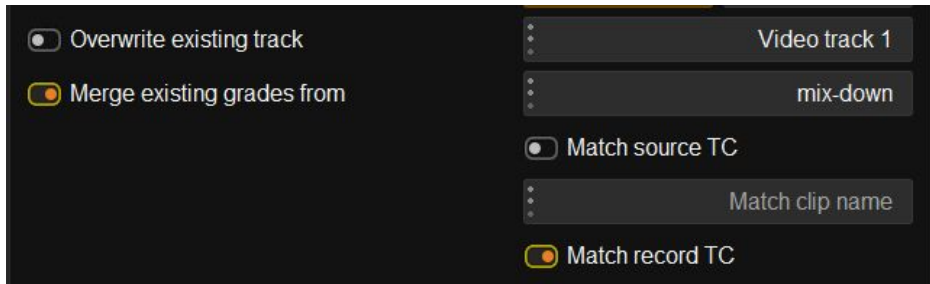 Overwrite existing track
Video track 1
Merge existing grades from
mix-down
Match source TC
Match clip name
Match record TC